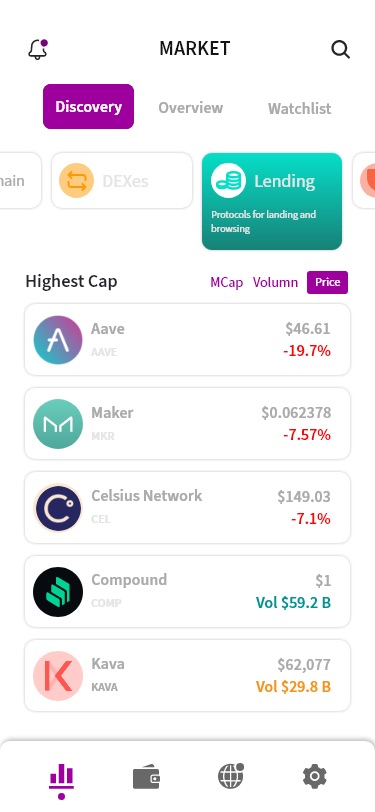 MARKET
Discovery Overview Watchlist
hain DEXes Lending
Protocols for landing and
browsing
Highest Cap MCap Volumn Price
Aave $46.61
AAVE -19.7%
Maker $0.062378
MKR -7.57%
Celsius Network $149.03
CEL -7.1%
Compound $1
COMP Vol $59.2 B
Kava $62,077
KAVA Vol $29.8 B